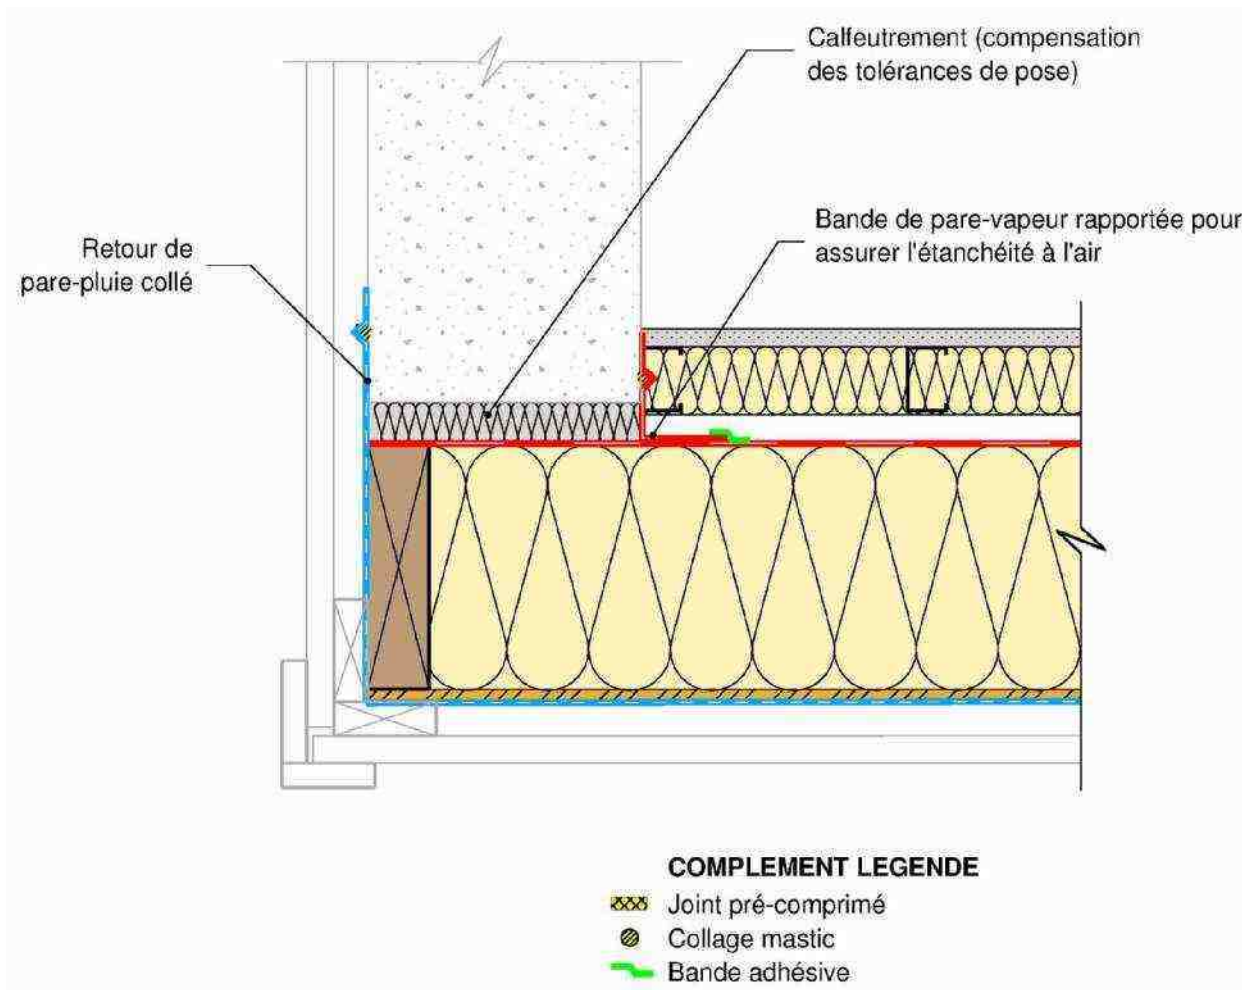 Calfeutrement (compensation
des tolérances de pose)
Bande de pare-vapeur rapportée pour
assurer l'étanchéité à l'air
Retour de
pare-pluie collé
COMPLEMENT LEGENDE
Joint pré-comprimé
Collage mastic
Bande adhésive